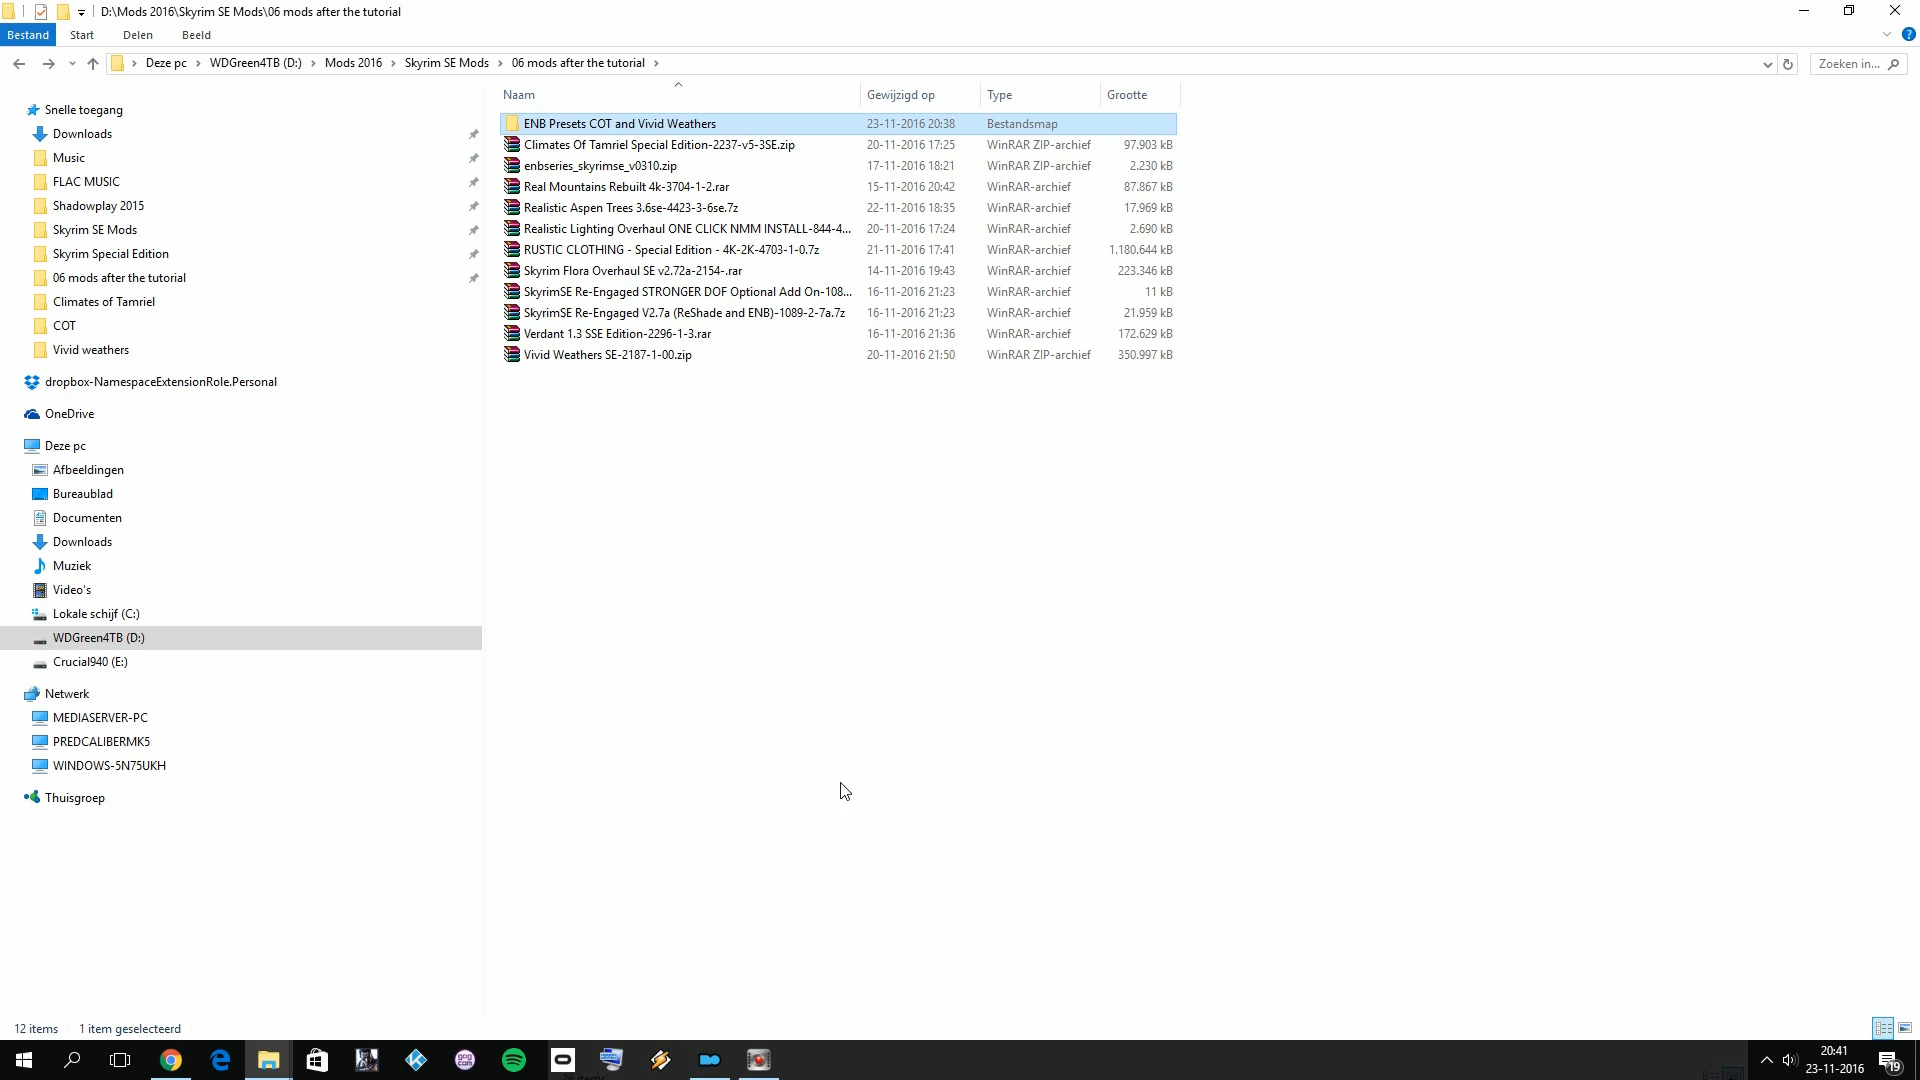 D:\Mods 2016\Skyrim SE Mods\06 mods after the tutorial
Bestand Start Delen Beeld
Deze pc WDGreen4TB (D:) Mods 2016 Skyrim SE Mods 06 mods after the tutorial Zoeken in...
Naam Gewijzigd op Type Grootte
ENB Presets COT and Vivid Weathers 23-11-2016 20:38 Bestandsmap
Climates Of Tamriel Special Edition-2237-v5-3SE.zip 20-11-2016 17:25 WinRAR ZIP-archief 97.903 kB
enbseries_skyrimse_v0310.zip 17-11-2016 18:21 WinRAR ZIP-archief 2.230 kB
Real Mountains Rebuilt 4k-3704-1-2.rar 15-11-2016 20:42 WinRAR-archief 87.867 kB
Realistic Aspen Trees 3.6se-4423-3-6se.7z 22-11-2016 18:35 WinRAR-archief 17.969 kB
Realistic Lighting Overhaul ONE CLICK NMM INSTALL-844-4... 20-11-2016 17:24 WinRAR-archief 2.690 kB
RUSTIC CLOTHING - Special Edition - 4K-2K-4703-1-0.7z 21-11-2016 17:41 WinRAR-archief 1.180.644 kB
Skyrim Flora Overhaul SE v2.72a-2154-.rar 14-11-2016 19:43 WinRAR-archief 223.346 kB
SkyrimSE Re-Engaged STRONGER DOF Optional Add On-108... 16-11-2016 21:23 WinRAR-archief 11 kB
SkyrimSE Re-Engaged V2.7a (ReShade and ENB)-1089-2-7a.7z 16-11-2016 21:23 WinRAR-archief 21.959 kB
Verdant 1.3 SSE Edition-2296-1-3.rar 16-11-2016 21:36 WinRAR-archief 172.629 kB
Vivid Weathers SE-2187-1-00.zip 20-11-2016 21:50 WinRAR ZIP-archief 350.997 kB
Snelle toegang
Downloads
Music
FLAC MUSIC
Shadowplay 2015
Skyrim SE Mods
Skyrim Special Edition
06 mods after the tutorial
Climates of Tamriel
COT
Vivid weathers
dropbox-NamespaceExtensionRole.Personal
OneDrive
Deze pc
Afbeeldingen
Bureaublad
Documenten
Downloads
Muziek
Video's
Lokale schijf (C:)
WDGreen4TB (D:)
Crucial940 (E:)
Netwerk
MEDIASERVER-PC
PREDCALIBERMK5
WINDOWS-5N75UKH
Thuisgroep
12 items 1 item geselecteerd
20:41
23-11-2016
19